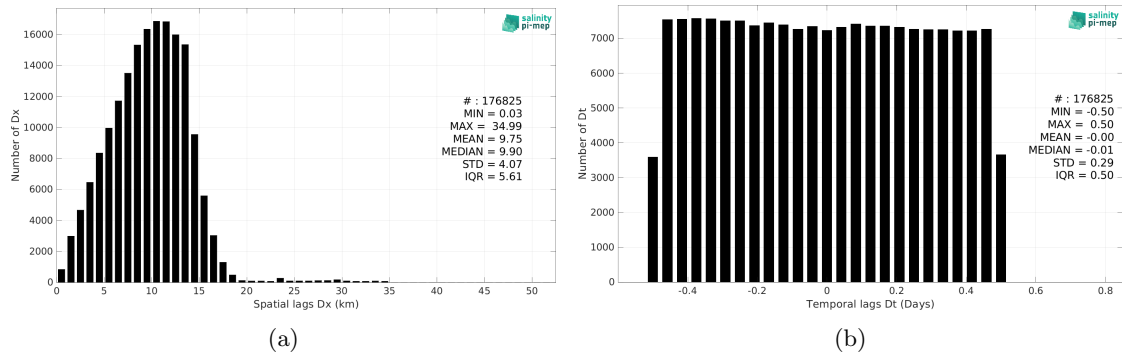 salinity
pi-mep
16000
14000
12000
10000
8000
6000
4000
2000
0
Number of Dx
# : 176825
MIN = 0.03
MAX = 34.99
MEAN = 9.75
MEDIAN = 9.90
STD = 4.07
IQR = 5.61
0 5 10 15 20 25 30 35 40 45 50
Spatial lags Dx (km)
(a)
salinity
pi-mep
7000
6000
5000
4000
3000
2000
1000
0
Number of Dt
# : 176825
MIN = -0.50
MAX = 0.50
MEAN = -0.00
MEDIAN = -0.01
STD = 0.29
IQR = 0.50
-0.4 -0.2 0 0.2 0.4 0.6 0.8
Temporal lags Dt (Days)
(b)